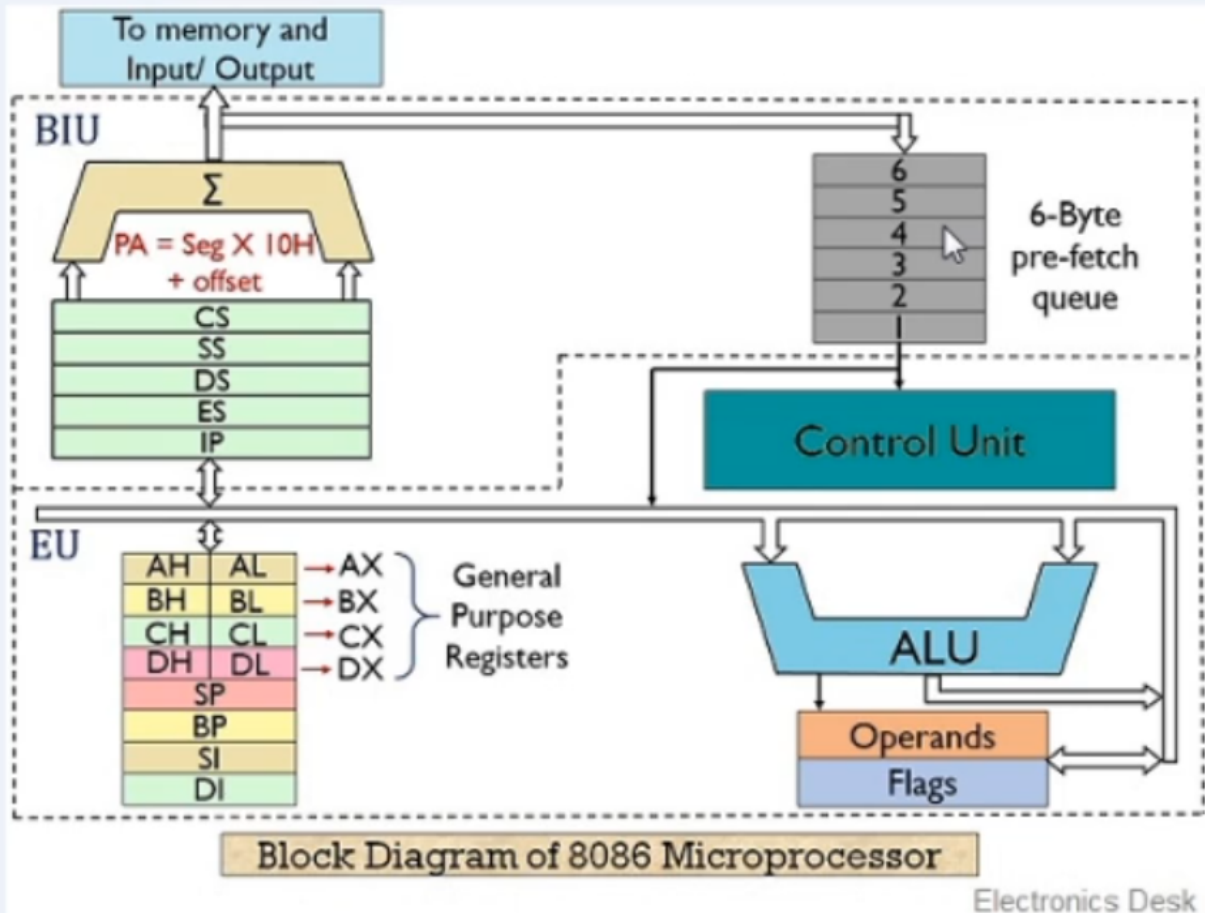 To memory and
Input/ Output
BIU
Σ
PA = Seg X 10H
+ offset
CS
SS
DS
ES
IP
6
5
4
3
2
1
6-Byte
pre-fetch
queue
Control Unit
EU
AH AL → AX
BH BL → BX
CH CL → CX
DH DL → DX
SP
BP
SI
DI
General
Purpose
Registers
ALU
Operands
Flags
Block Diagram of 8086 Microprocessor
Electronics Desk